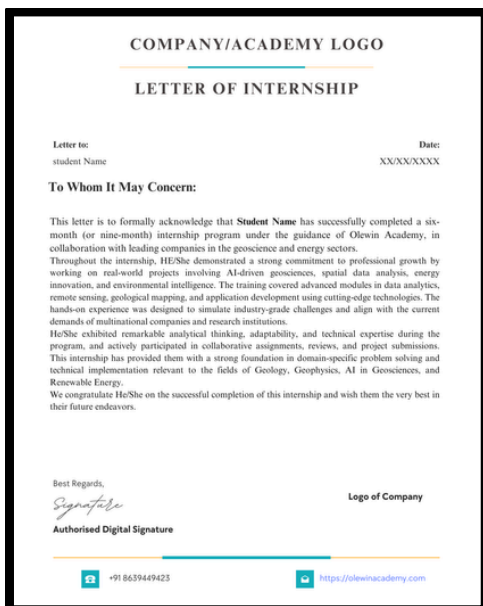 COMPANY/ACADEMY LOGO
LETTER OF INTERNSHIP
Letter to:
Date:
student Name
XX/XX/XXXX
To Whom It May Concern:
This letter is to formally acknowledge that Student Name has successfully completed a six-
month (or nine-month) internship program under the guidance of Olewin Academy, in
collaboration with leading companies in the geoscience and energy sectors.
Throughout the internship, HE/She demonstrated a strong commitment to professional growth by
working on real-world projects involving AI-driven geosciences, spatial data analysis, energy
innovation, and environmental intelligence. The training covered advanced modules in data analytics,
remote sensing, geological mapping, and application development using cutting-edge technologies. The
hands-on experience was designed to simulate industry-grade challenges and align with the current
demands of multinational companies and research institutions.
He/She exhibited remarkable analytical thinking, adaptability, and technical expertise during the
program, and actively participated in collaborative assignments, reviews, and project submissions.
This internship has provided them with a strong foundation in domain-specific problem solving and
technical implementation relevant to the fields of Geology, Geophysics, AI in Geosciences, and
Renewable Energy.
We congratulate He/She on the successful completion of this internship and wish them the very best in
their future endeavors.
Best Regards,
Signature
Logo of Company
Authorised Digital Signature
+91 8639449423
https://olewinacademy.com